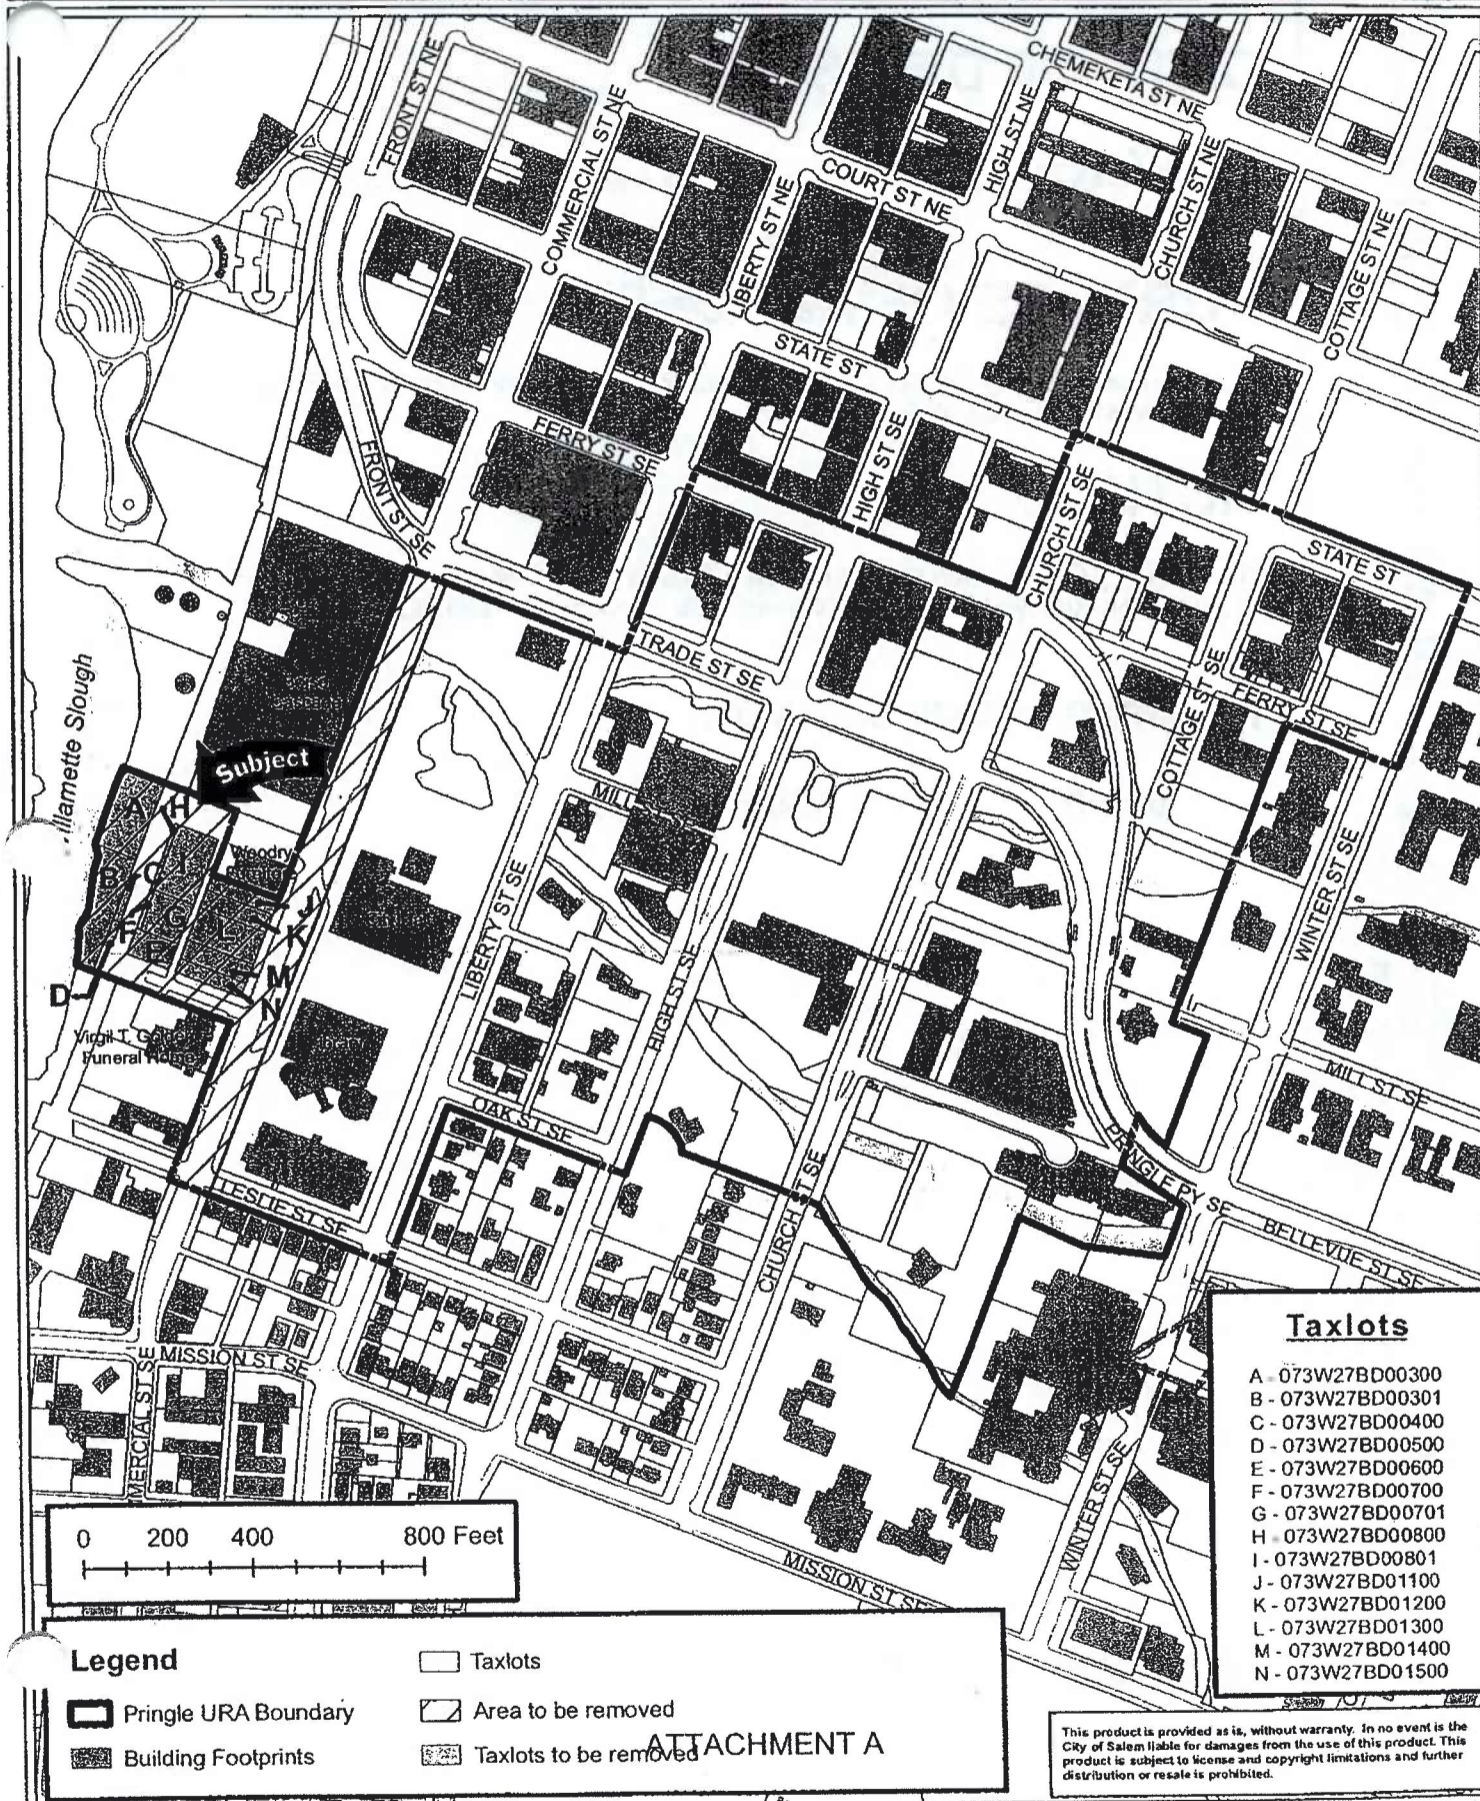 CHEMEKETA ST NE
FRONT ST NE
COMMERCIAL ST NE
HIGH ST NE
COURT ST NE
CHURCH ST NE
LIBERTY ST NE
COTTAGE ST NE
STATE ST
FERRY ST SE
HIGH ST SE
FRONT ST SE
CHURCH ST SE
STATE ST
TRADE ST SE
COTTAGE ST SE
FERRY ST SE
illamette Slough
Subject
MILL
A
H
B
C
I
F
G
E
L
J
K
M
N
D
LIBERTY ST SE
WINTER ST SE
HIGH ST SE
Virgil T.
Funeral Home
MILL ST SE
OAK ST SE
PRINGLE PY SE
LESLIE ST SE
CHURCH ST SE
BELLEVUE ST SE
MISSION ST SE
MERCIAL ST SE
WINTER ST SE
MISSION ST SE
Taxlots
A - 073W27BD00300
B - 073W27BD00301
C - 073W27BD00400
D - 073W27BD00500
E - 073W27BD00600
F - 073W27BD00700
G - 073W27BD00701
H - 073W27BD00800
I - 073W27BD00801
J - 073W27BD01100
K - 073W27BD01200
L - 073W27BD01300
M - 073W27BD01400
N - 073W27BD01500
0 200 400 800 Feet
Legend
Pringle URA Boundary
Building Footprints
Taxlots
Area to be removed
Taxlots to be removed
ATTACHMENT A
This product is provided as is, without warranty. In no event is the
City of Salem liable for damages from the use of this product. This
product is subject to license and copyright limitations and further
distribution or resale is prohibited.